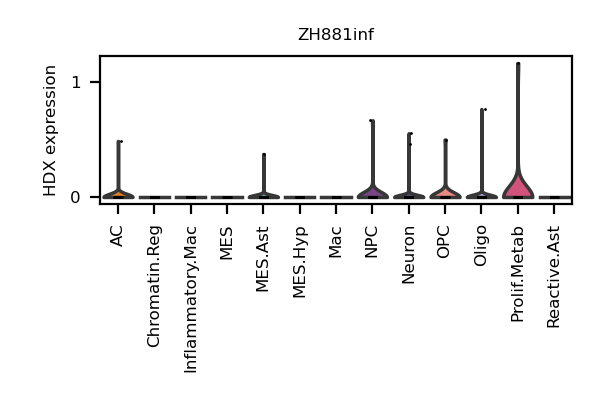 ZH881inf
HDX expression
1
0
AC
Chromatin.Reg
Inflammatory.Mac
MES
MES.Ast
MES.Hyp
Mac
NPC
Neuron
OPC
Oligo
Prolif.Metab
Reactive.Ast